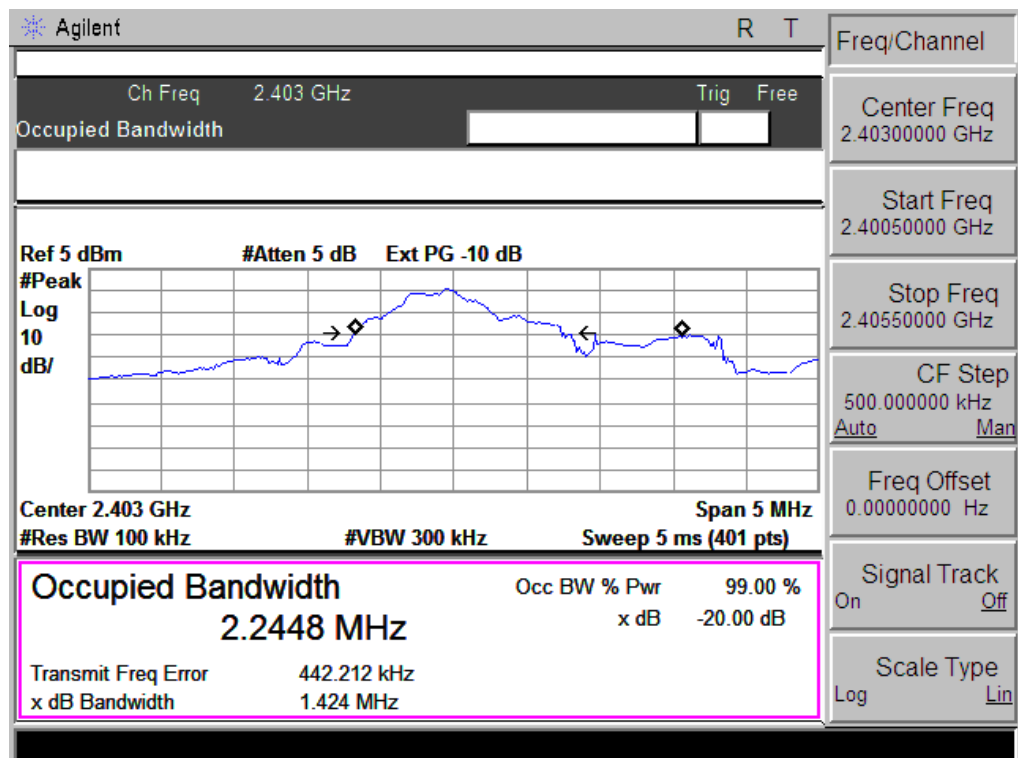 Agilent R T
Ch Freq 2.403 GHz Trig Free
Occupied Bandwidth
Ref 5 dBm #Atten 5 dB Ext PG -10 dB
#Peak
Log
10
dB/
Center 2.403 GHz Span 5 MHz
#Res BW 100 kHz #VBW 300 kHz Sweep 5 ms (401 pts)
Occupied Bandwidth Occ BW % Pwr 99.00 %
2.2448 MHz x dB -20.00 dB
Transmit Freq Error 442.212 kHz
x dB Bandwidth 1.424 MHz
Freq/Channel
Center Freq
2.40300000 GHz
Start Freq
2.40050000 GHz
Stop Freq
2.40550000 GHz
CF Step
500.000000 kHz
Auto Man
Freq Offset
0.00000000 Hz
Signal Track
On Off
Scale Type
Log Lin